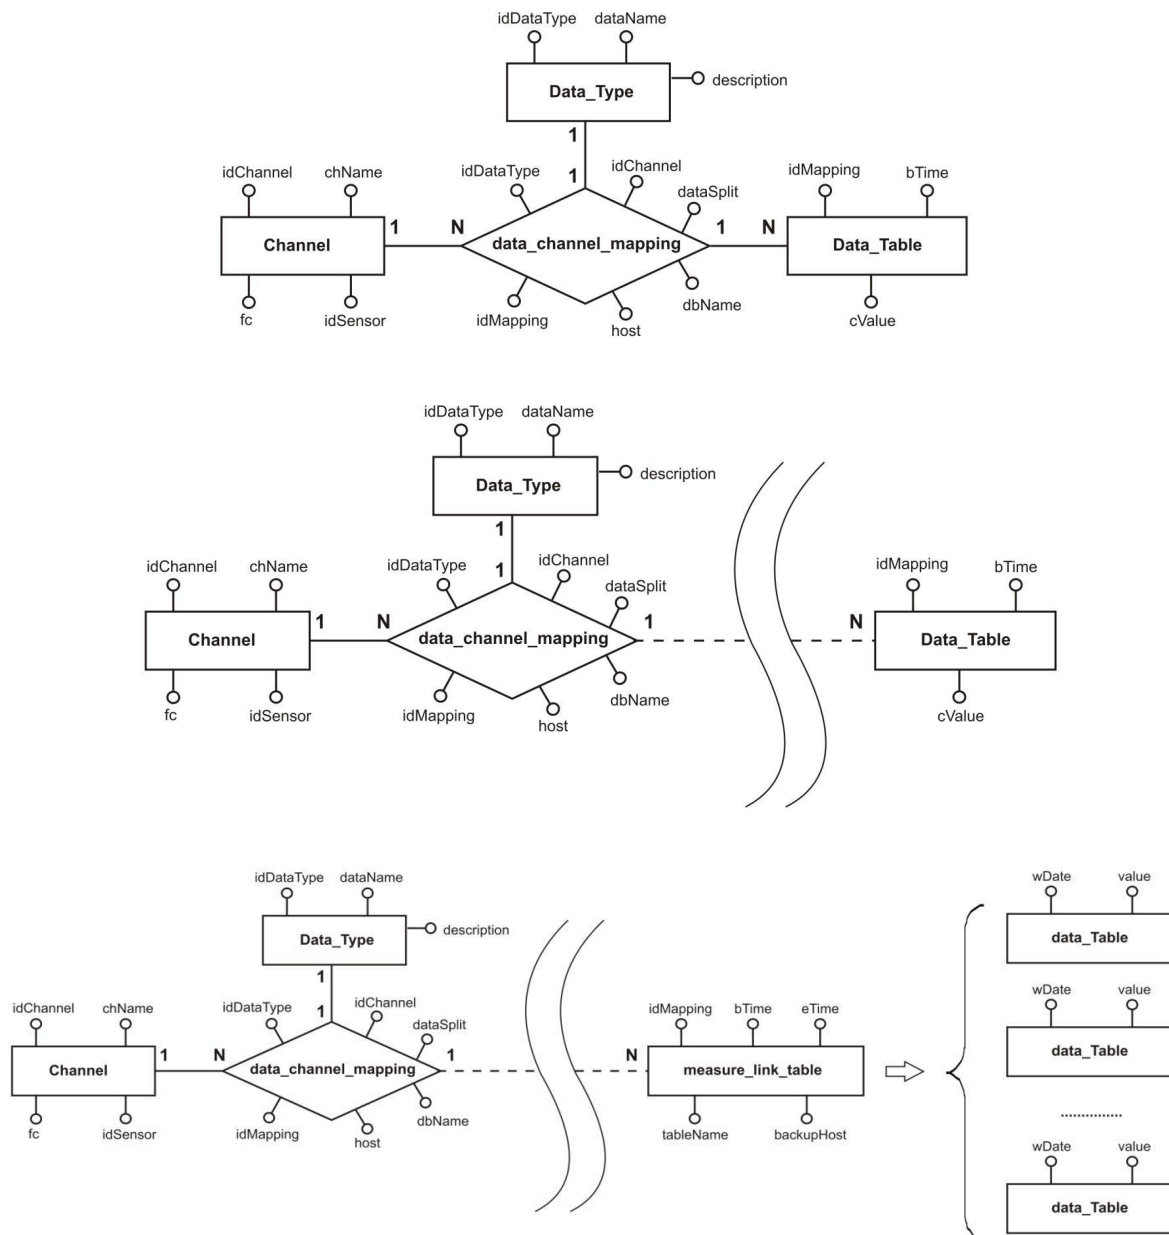 idDataType dataName
Data_Type
description
1
1
idDataType
idChannel
dataSplit
idChannel chName
Channel
1
N
data_channel_mapping
1
N
idMapping bTime
Data_Table
fc
idSensor
idMapping
host
dbName
cValue
idDataType dataName
Data_Type
description
1
1
idDataType
idChannel
dataSplit
idChannel chName
Channel
1
N
data_channel_mapping
1
N
idMapping bTime
Data_Table
fc
idSensor
idMapping
host
dbName
cValue
idDataType dataName
Data_Type
description
1
1
idDataType
idChannel
dataSplit
idChannel chName
Channel
1
N
data_channel_mapping
1
N
idMapping bTime eTime
measure_link_table
fc
idSensor
idMapping
host
dbName
tableName
backupHost
wDate value
data_Table
wDate value
data_Table
...............
wDate value
data_Table